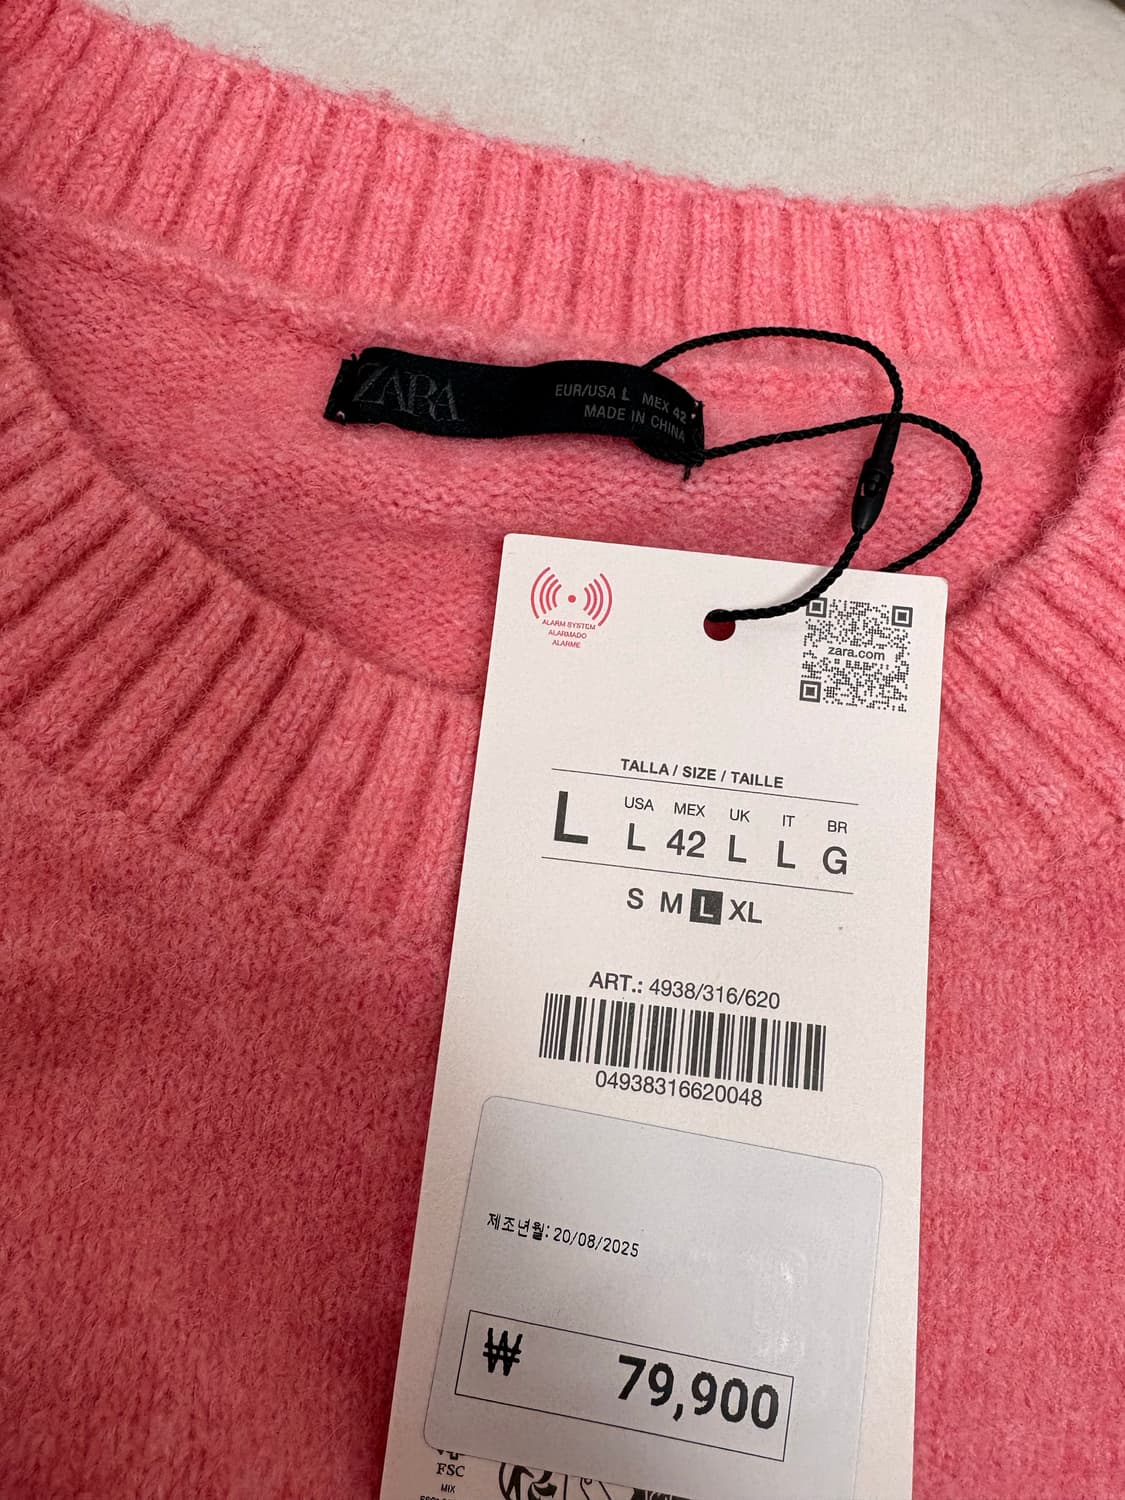 ZARA
EUR/USA L MEX 42
MADE IN CHINA
ALARM SYSTEM
ALARMADO
ALARME
zara.com
TALLA / SIZE / TAILLE
USA MEX UK IT BR
L L 42 L L G
S M L XL
ART.: 4938/316/620
04938316620048
제조년월: 20/08/2025
₩ 79,900
FSC
MIX